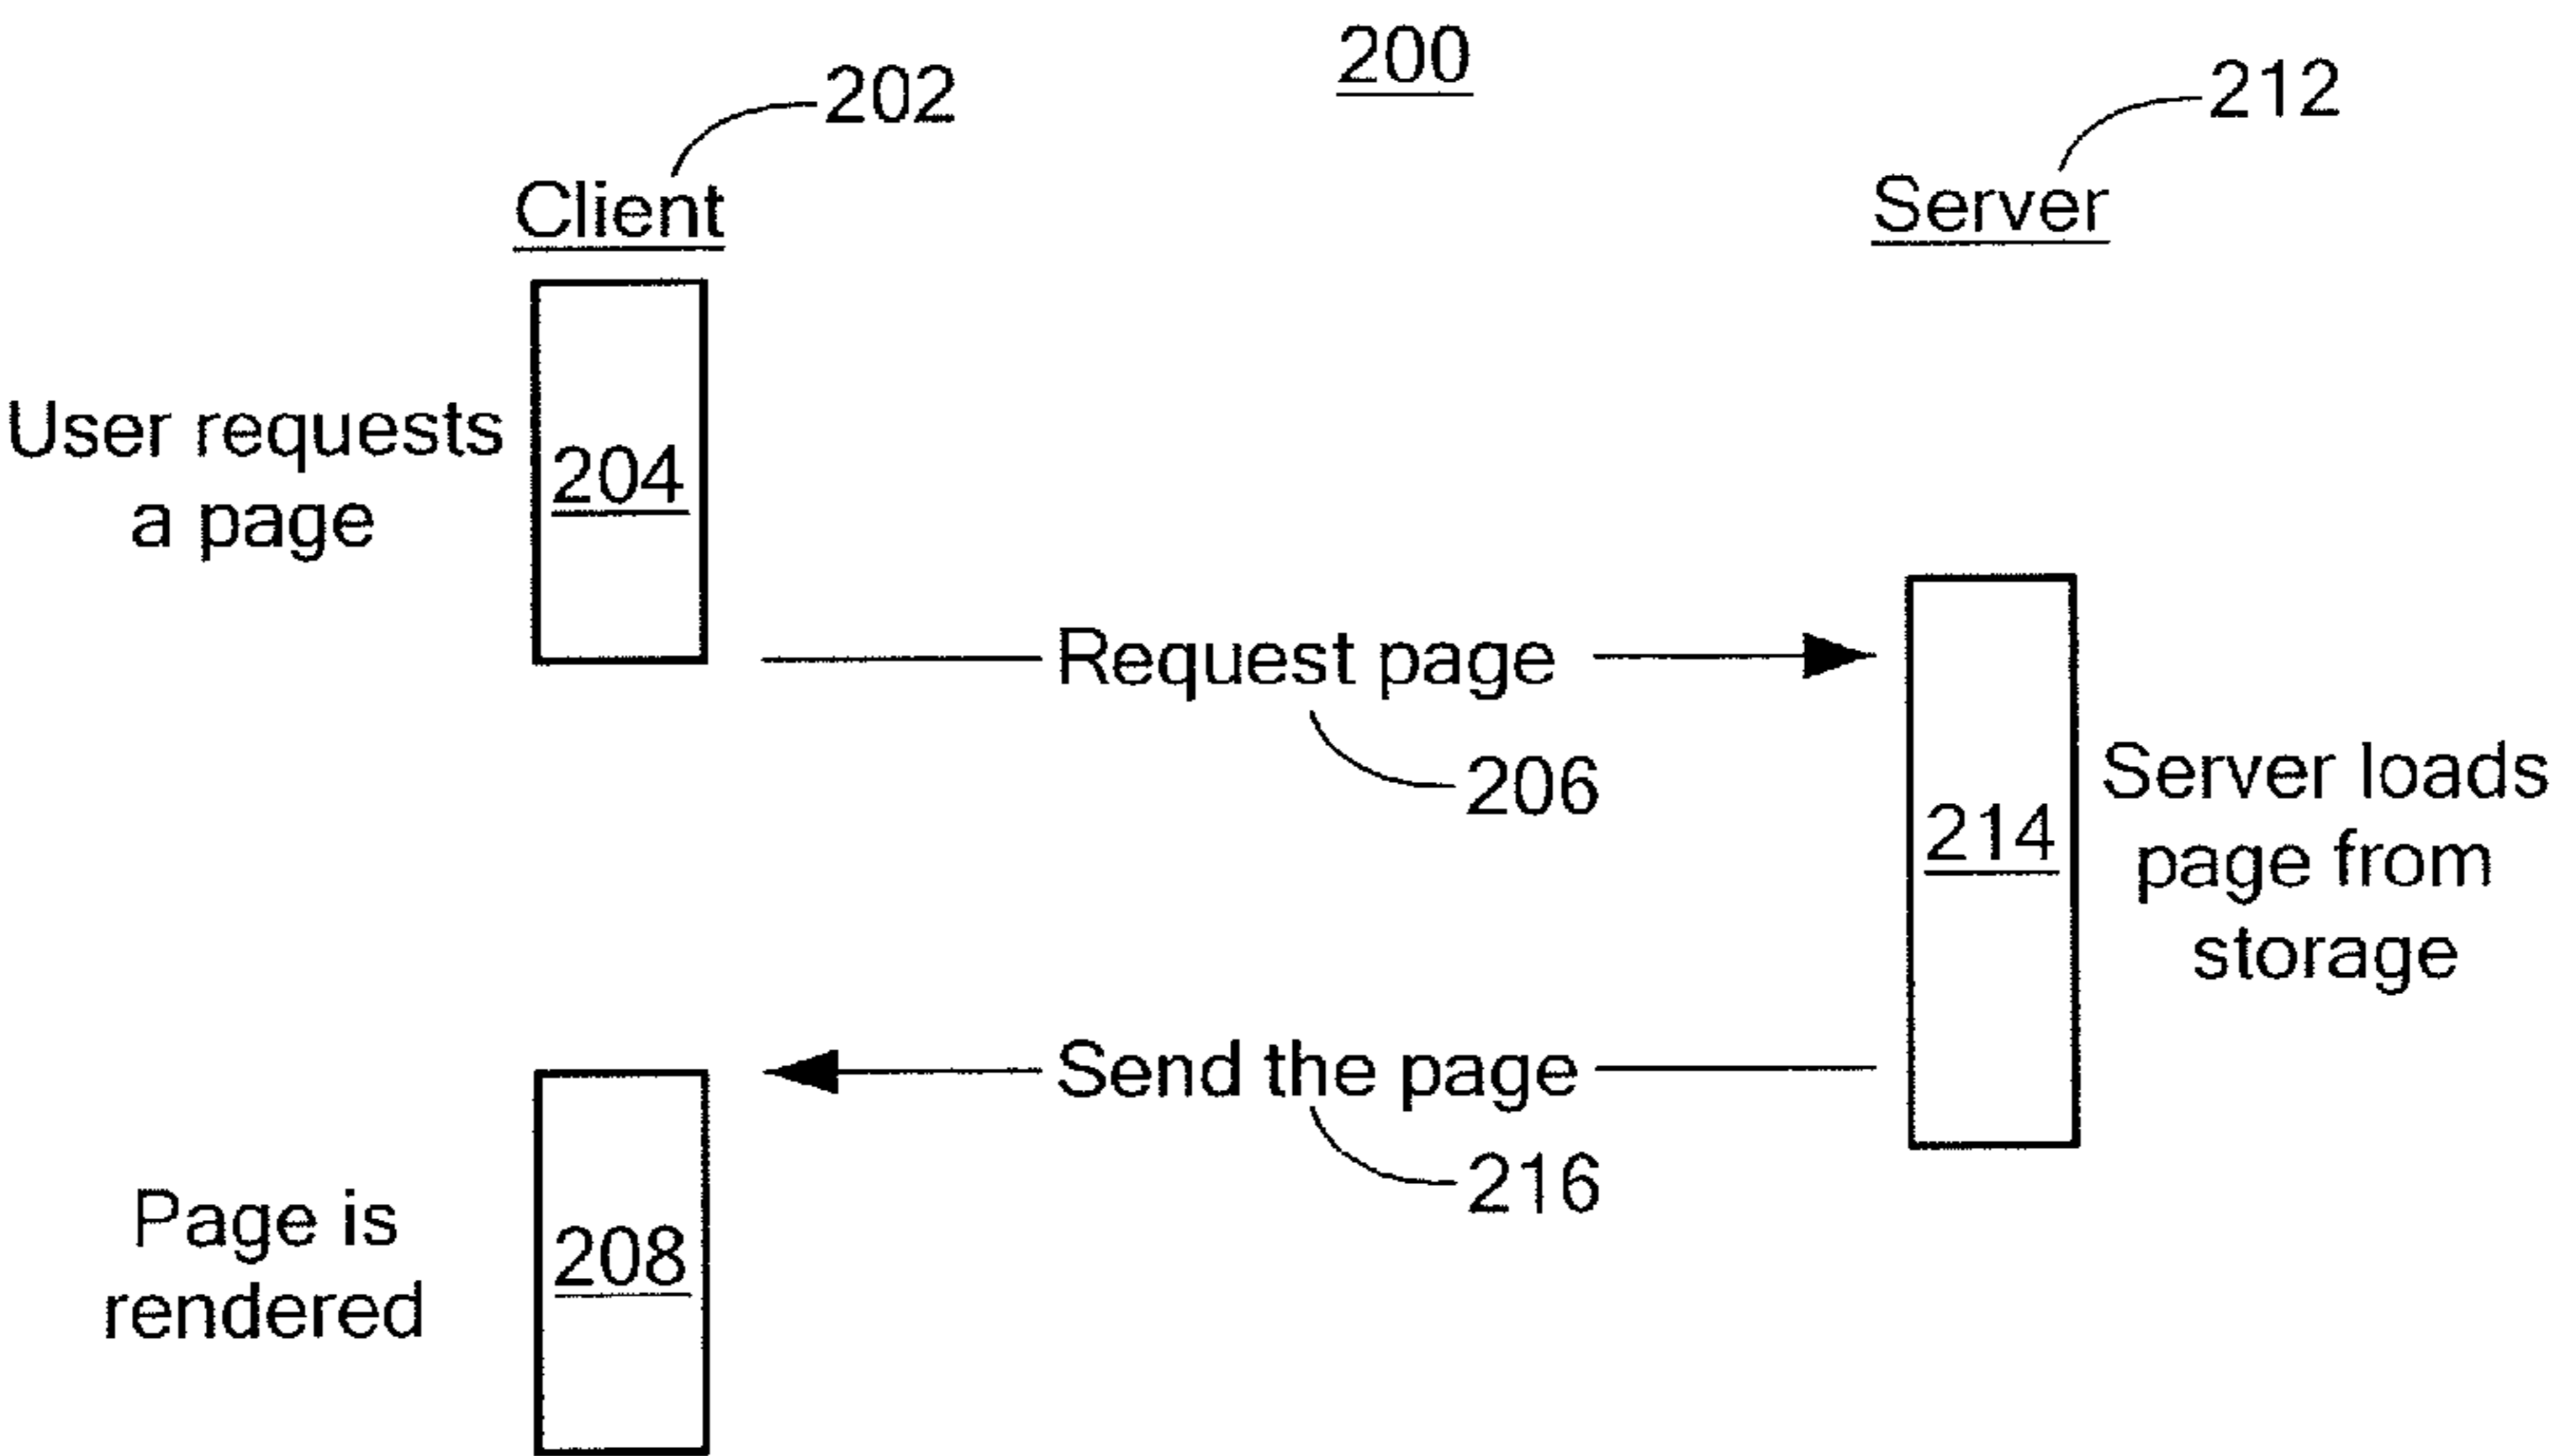 200
202
212
Client
Server
User requests
a page
204
Request page
206
Server loads
page from
storage
214
Send the page
216
Page is
rendered
208